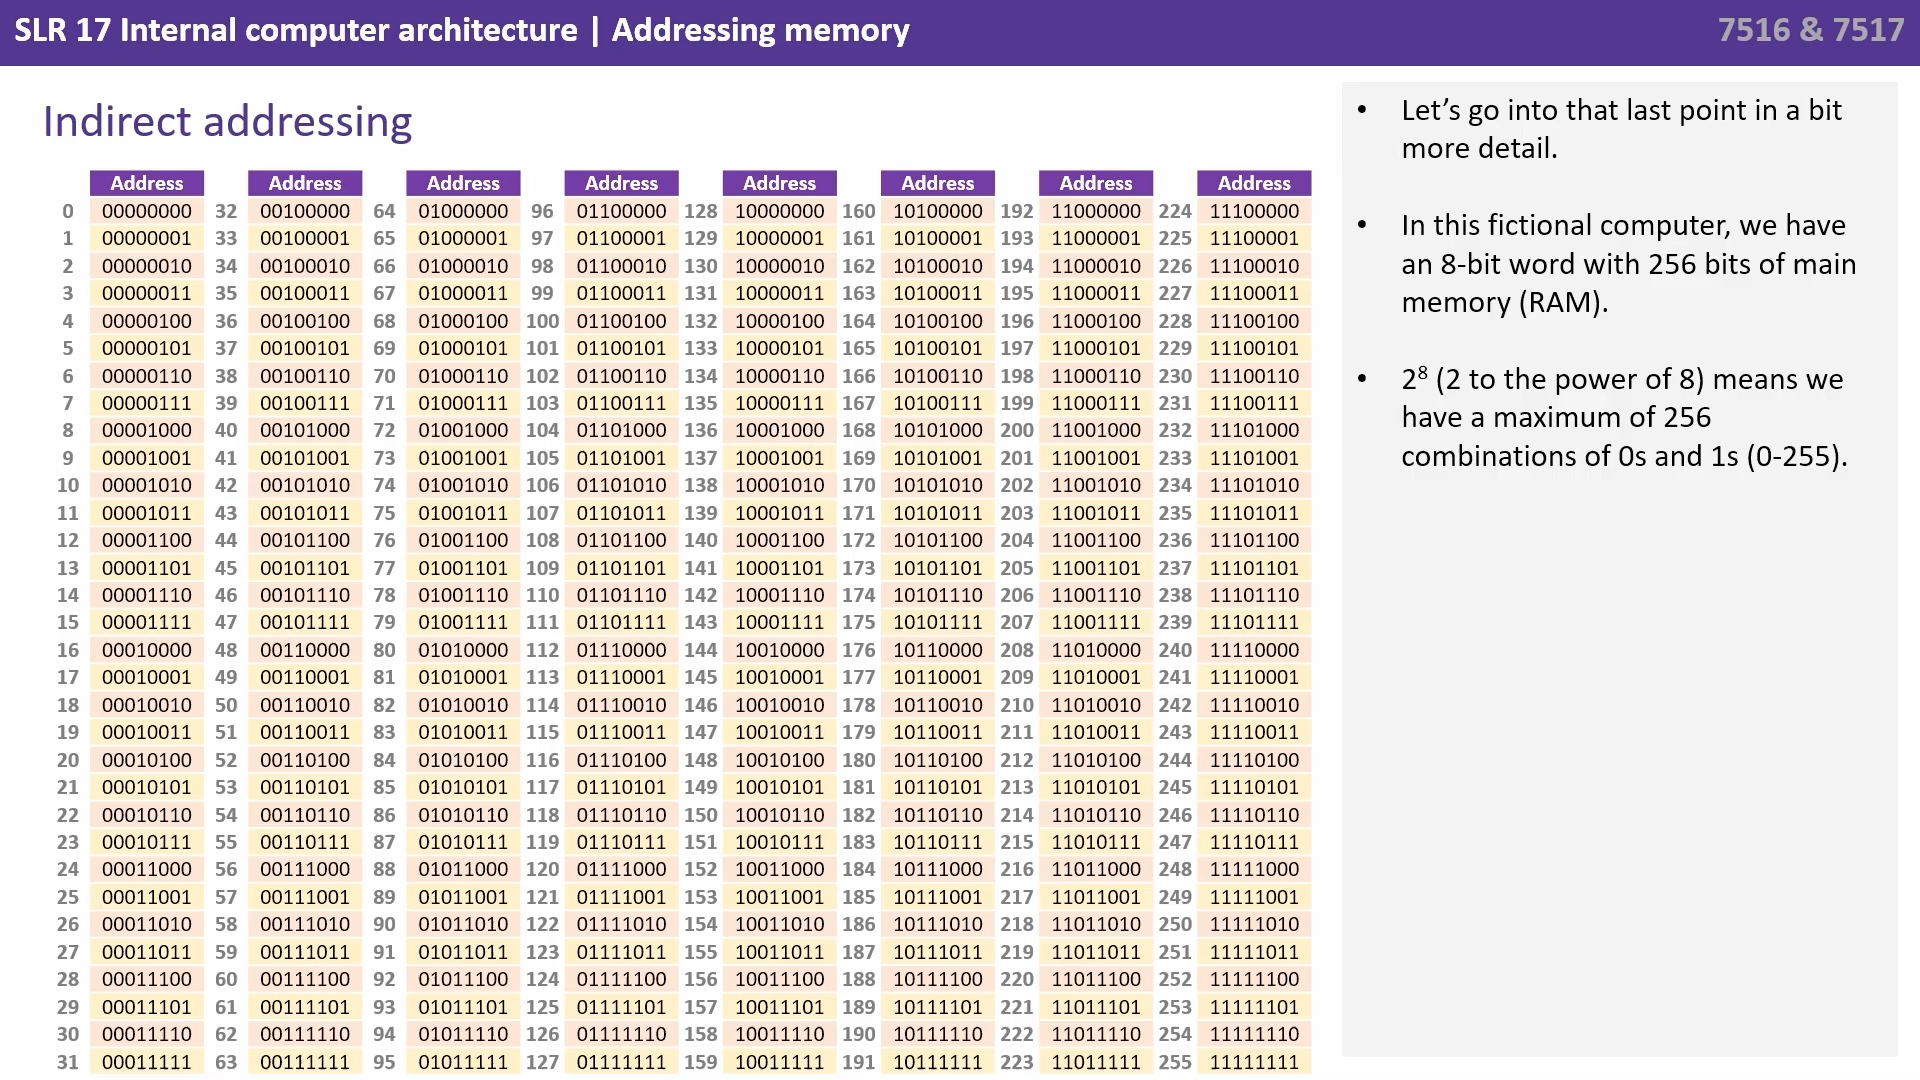 SLR 17 Internal computer architecture | Addressing memory 7516 & 7517
Indirect addressing
Address Address Address Address Address Address Address Address
0 00000000 32 00100000 64 01000000 96 01100000 128 10000000 160 10100000 192 11000000 224 11100000
1 00000001 33 00100001 65 01000001 97 01100001 129 10000001 161 10100001 193 11000001 225 11100001
2 00000010 34 00100010 66 01000010 98 01100010 130 10000010 162 10100010 194 11000010 226 11100010
3 00000011 35 00100011 67 01000011 99 01100011 131 10000011 163 10100011 195 11000011 227 11100011
4 00000100 36 00100100 68 01000100 100 01100100 132 10000100 164 10100100 196 11000100 228 11100100
5 00000101 37 00100101 69 01000101 101 01100101 133 10000101 165 10100101 197 11000101 229 11100101
6 00000110 38 00100110 70 01000110 102 01100110 134 10000110 166 10100110 198 11000110 230 11100110
7 00000111 39 00100111 71 01000111 103 01100111 135 10000111 167 10100111 199 11000111 231 11100111
8 00001000 40 00101000 72 01001000 104 01101000 136 10001000 168 10101000 200 11001000 232 11101000
9 00001001 41 00101001 73 01001001 105 01101001 137 10001001 169 10101001 201 11001001 233 11101001
10 00001010 42 00101010 74 01001010 106 01101010 138 10001010 170 10101010 202 11001010 234 11101010
11 00001011 43 00101011 75 01001011 107 01101011 139 10001011 171 10101011 203 11001011 235 11101011
12 00001100 44 00101100 76 01001100 108 01101100 140 10001100 172 10101100 204 11001100 236 11101100
13 00001101 45 00101101 77 01001101 109 01101101 141 10001101 173 10101101 205 11001101 237 11101101
14 00001110 46 00101110 78 01001110 110 01101110 142 10001110 174 10101110 206 11001110 238 11101110
15 00001111 47 00101111 79 01001111 111 01101111 143 10001111 175 10101111 207 11001111 239 11101111
16 00010000 48 00110000 80 01010000 112 01110000 144 10010000 176 10110000 208 11010000 240 11110000
17 00010001 49 00110001 81 01010001 113 01110001 145 10010001 177 10110001 209 11010001 241 11110001
18 00010010 50 00110010 82 01010010 114 01110010 146 10010010 178 10110010 210 11010010 242 11110010
19 00010011 51 00110011 83 01010011 115 01110011 147 10010011 179 10110011 211 11010011 243 11110011
20 00010100 52 00110100 84 01010100 116 01110100 148 10010100 180 10110100 212 11010100 244 11110100
21 00010101 53 00110101 85 01010101 117 01110101 149 10010101 181 10110101 213 11010101 245 11110101
22 00010110 54 00110110 86 01010110 118 01110110 150 10010110 182 10110110 214 11010110 246 11110110
23 00010111 55 00110111 87 01010111 119 01110111 151 10010111 183 10110111 215 11010111 247 11110111
24 00011000 56 00111000 88 01011000 120 01111000 152 10011000 184 10111000 216 11011000 248 11111000
25 00011001 57 00111001 89 01011001 121 01111001 153 10011001 185 10111001 217 11011001 249 11111001
26 00011010 58 00111010 90 01011010 122 01111010 154 10011010 186 10111010 218 11011010 250 11111010
27 00011011 59 00111011 91 01011011 123 01111011 155 10011011 187 10111011 219 11011011 251 11111011
28 00011100 60 00111100 92 01011100 124 01111100 156 10011100 188 10111100 220 11011100 252 11111100
29 00011101 61 00111101 93 01011101 125 01111101 157 10011101 189 10111101 221 11011101 253 11111101
30 00011110 62 00111110 94 01011110 126 01111110 158 10011110 190 10111110 222 11011110 254 11111110
31 00011111 63 00111111 95 01011111 127 01111111 159 10011111 191 10111111 223 11011111 255 11111111
• Let’s go into that last point in a bit
more detail.
• In this fictional computer, we have
an 8-bit word with 256 bits of main
memory (RAM).
• 2⁸ (2 to the power of 8) means we
have a maximum of 256
combinations of 0s and 1s (0-255).